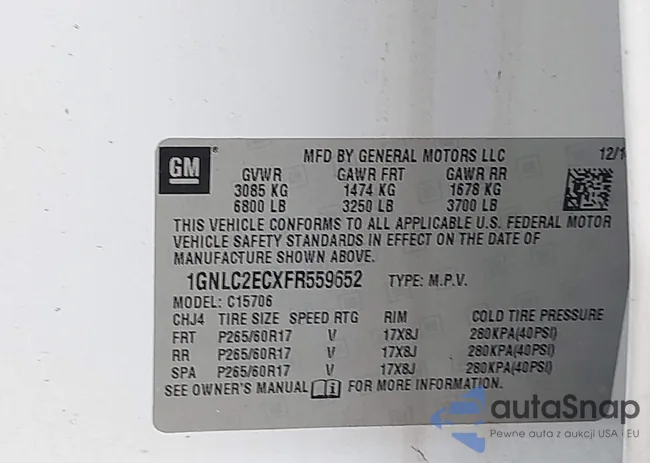 GM
MFD BY GENERAL MOTORS LLC 12/1
GVWR GAWR FRT GAWR RR
3085 KG 1474 KG 1678 KG
6800 LB 3250 LB 3700 LB
THIS VEHICLE CONFORMS TO ALL APPLICABLE U.S. FEDERAL MOTOR
VEHICLE SAFETY STANDARDS IN EFFECT ON THE DATE OF
MANUFACTURE SHOWN ABOVE.
1GNLC2ECXFR559652 TYPE: M.P.V.
MODEL: C15706
CHJ4 TIRE SIZE SPEED RTG RIM COLD TIRE PRESSURE
FRT P265/60R17 V 17X8J 280KPA(40PSI)
RR P265/60R17 V 17X8J 280KPA(40PSI)
SPA P265/60R17 V 17X8J 280KPA(40PSI)
SEE OWNER'S MANUAL FOR MORE INFORMATION.
autaSnap
Pewne auta z aukcji USA i EU